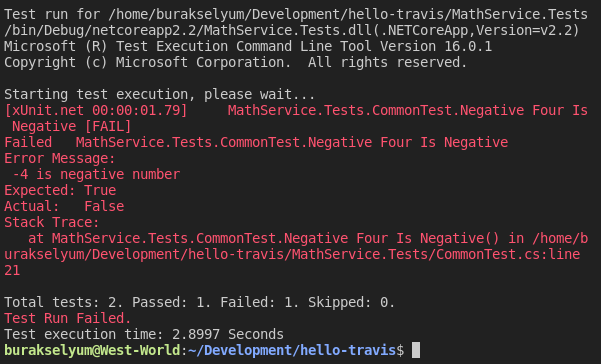 Test run for /home/burakselyum/Development/hello-travis/MathService.Tests
/bin/Debug/netcoreapp2.2/MathService.Tests.dll(.NETCoreApp,Version=v2.2)
Microsoft (R) Test Execution Command Line Tool Version 16.0.1
Copyright (c) Microsoft Corporation.  All rights reserved.

Starting test execution, please wait...
[xUnit.net 00:00:01.79]     MathService.Tests.CommonTest.Negative Four Is
 Negative [FAIL]
Failed   MathService.Tests.CommonTest.Negative Four Is Negative
Error Message:
 -4 is negative number
Expected: True
Actual:   False
Stack Trace:
   at MathService.Tests.CommonTest.Negative Four Is Negative() in /home/b
urakselyum/Development/hello-travis/MathService.Tests/CommonTest.cs:line
21

Total tests: 2. Passed: 1. Failed: 1. Skipped: 0.
Test Run Failed.
Test execution time: 2.8997 Seconds
burakselyum@West-World:~/Development/hello-travis$